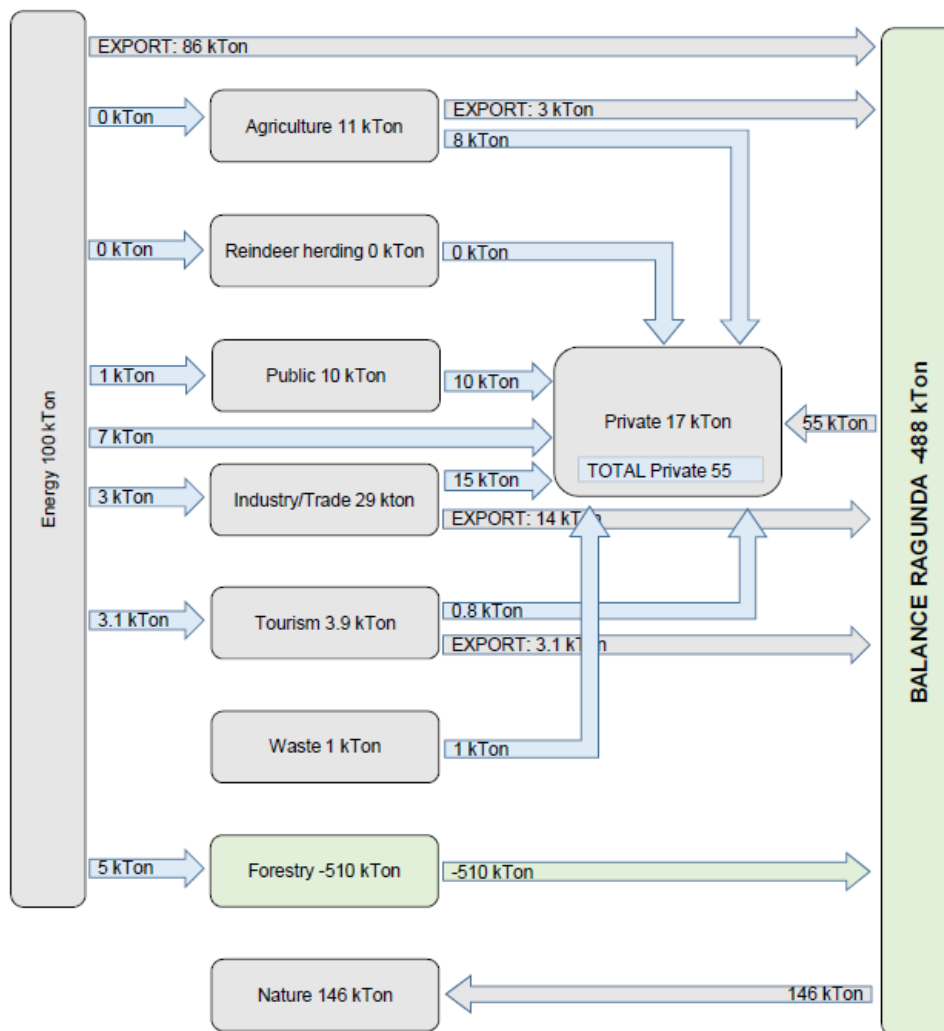 EXPORT: 86 kTon
0 kTon
Agriculture 11 kTon
EXPORT: 3 kTon
8 kTon
0 kTon
Reindeer herding 0 kTon
0 kTon
1 kTon
Public 10 kTon
10 kTon
Private 17 kTon
55 kTon
7 kTon
TOTAL Private 55
3 kTon
Industry/Trade 29 kton
15 kTon
EXPORT: 14 kTon
3.1 kTon
Tourism 3.9 kTon
0.8 kTon
EXPORT: 3.1 kTon
Waste 1 kTon
1 kTon
5 kTon
Forestry -510 kTon
-510 kTon
Nature 146 kTon
146 kTon
Energy 100 kTon
BALANCE RAGUNDA -488 kTon